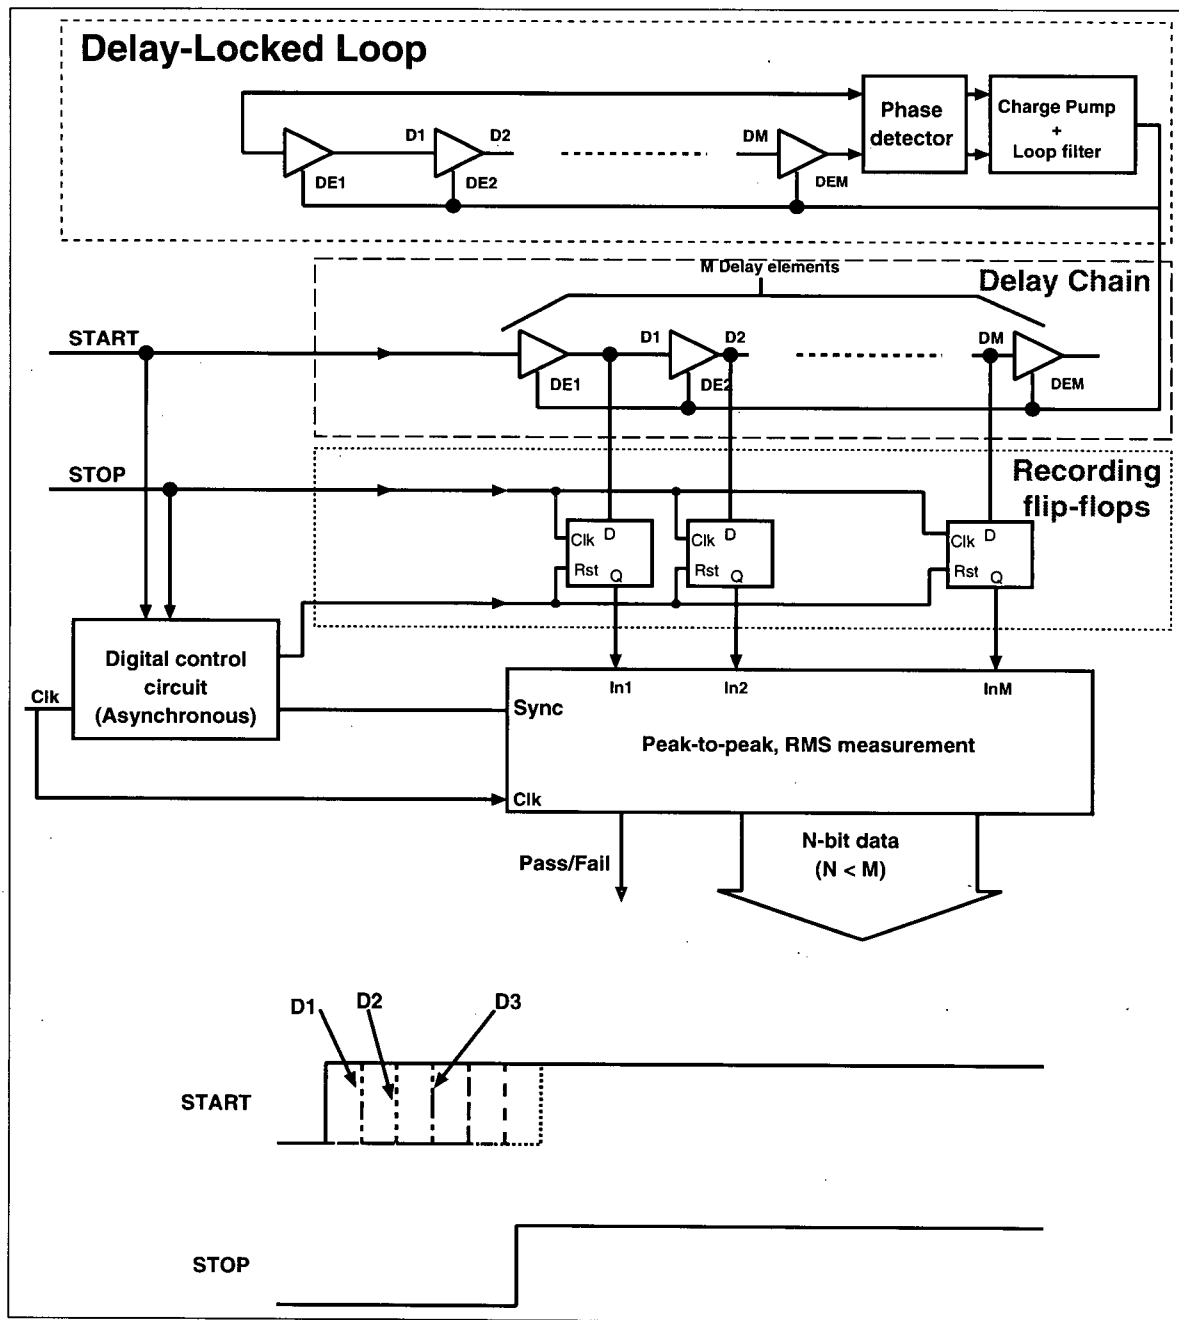 Delay-Locked Loop
Phase
detector
Charge Pump
+
Loop filter
D1
D2
DM
DE1
DE2
DEM
M Delay elements
Delay Chain
START
D1
D2
DM
DE1
DE2
DEM
STOP
Recording
flip-flops
Clk
D
Rst
Q
Clk
D
Rst
Q
Clk
D
Rst
Q
Digital control
circuit
(Asynchronous)
Clk
In1
In2
InM
Sync
Peak-to-peak, RMS measurement
Clk
Pass/Fail
N-bit data
(N < M)
D1
D2
D3
START
STOP